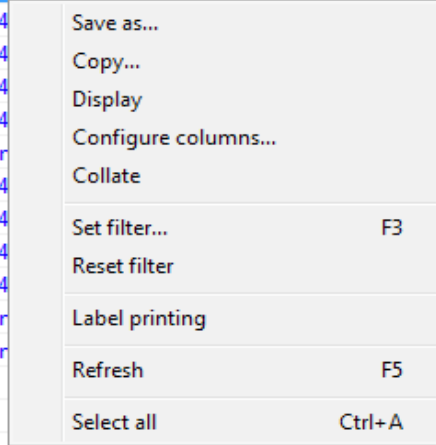 Save as...
Copy...
Display
Configure columns...
Collate
Set filter... F3
Reset filter
Label printing
Refresh F5
Select all Ctrl+A